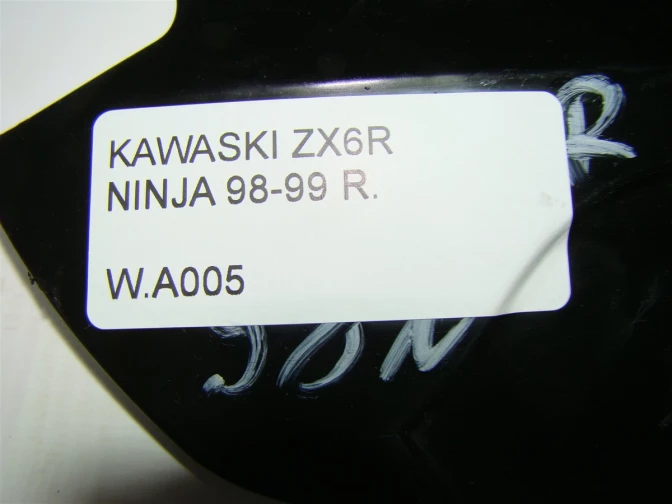 KAWASKI ZX6R
NINJA 98-99 R.
W.A005
R